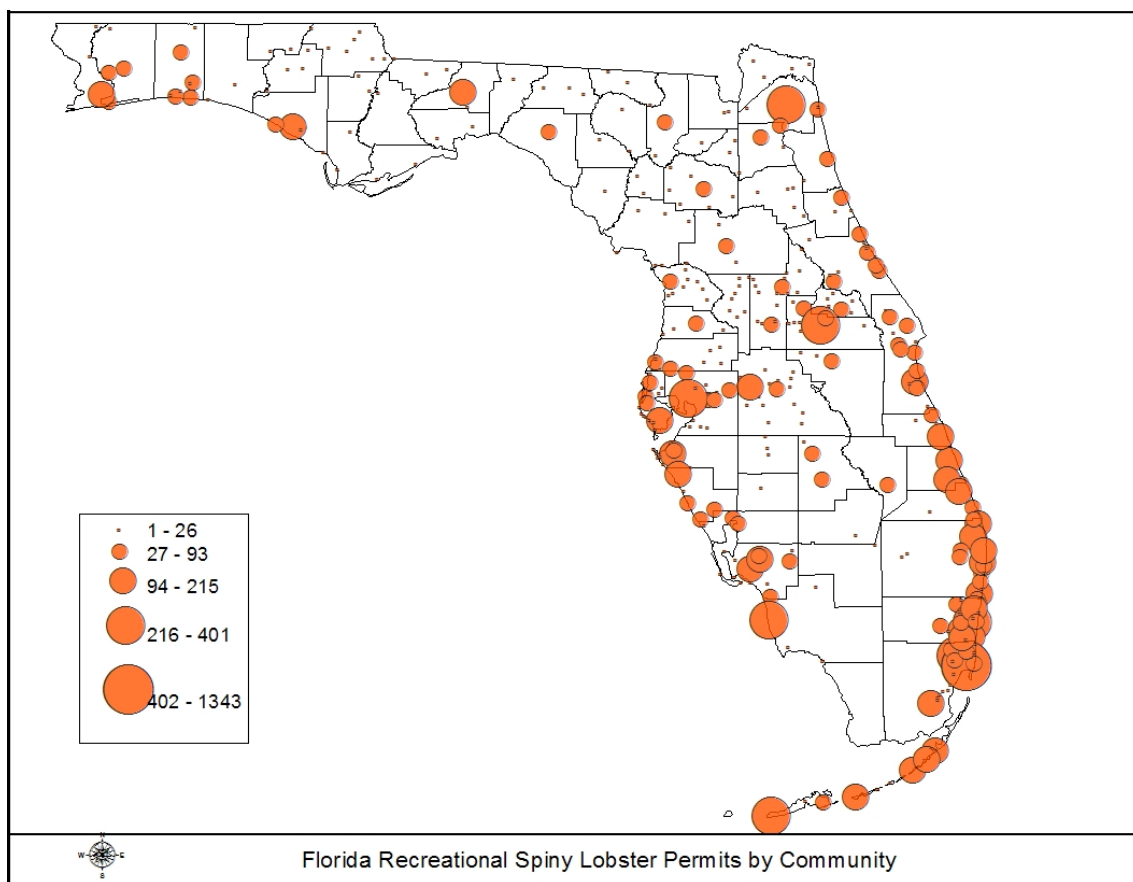 1 - 26
27 - 93
94 - 215
216 - 401
402 - 1343
N
W E
S
Florida Recreational Spiny Lobster Permits by Community